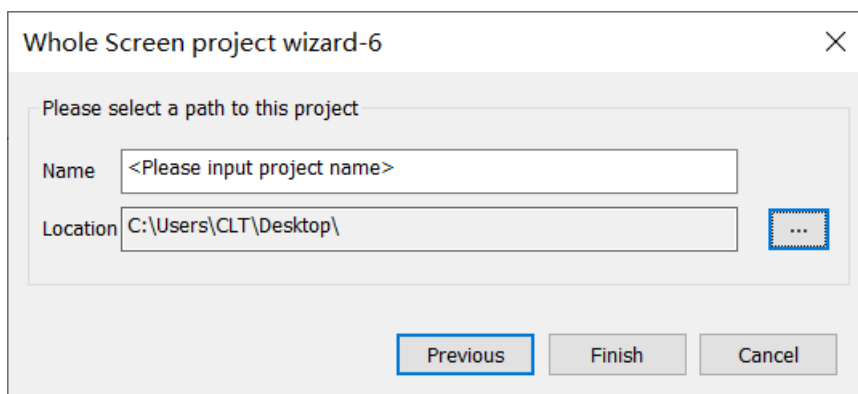 Whole Screen project wizard-6
Please select a path to this project
Name <Please input project name>
Location C:\Users\CLT\Desktop\ ...
Previous Finish Cancel